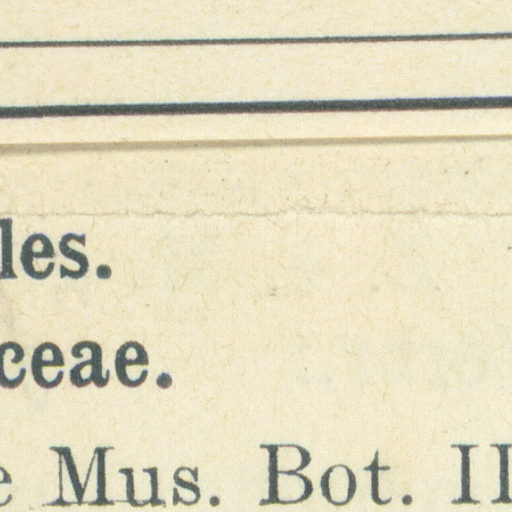 les.
ceae.
e Mus. Bot. II